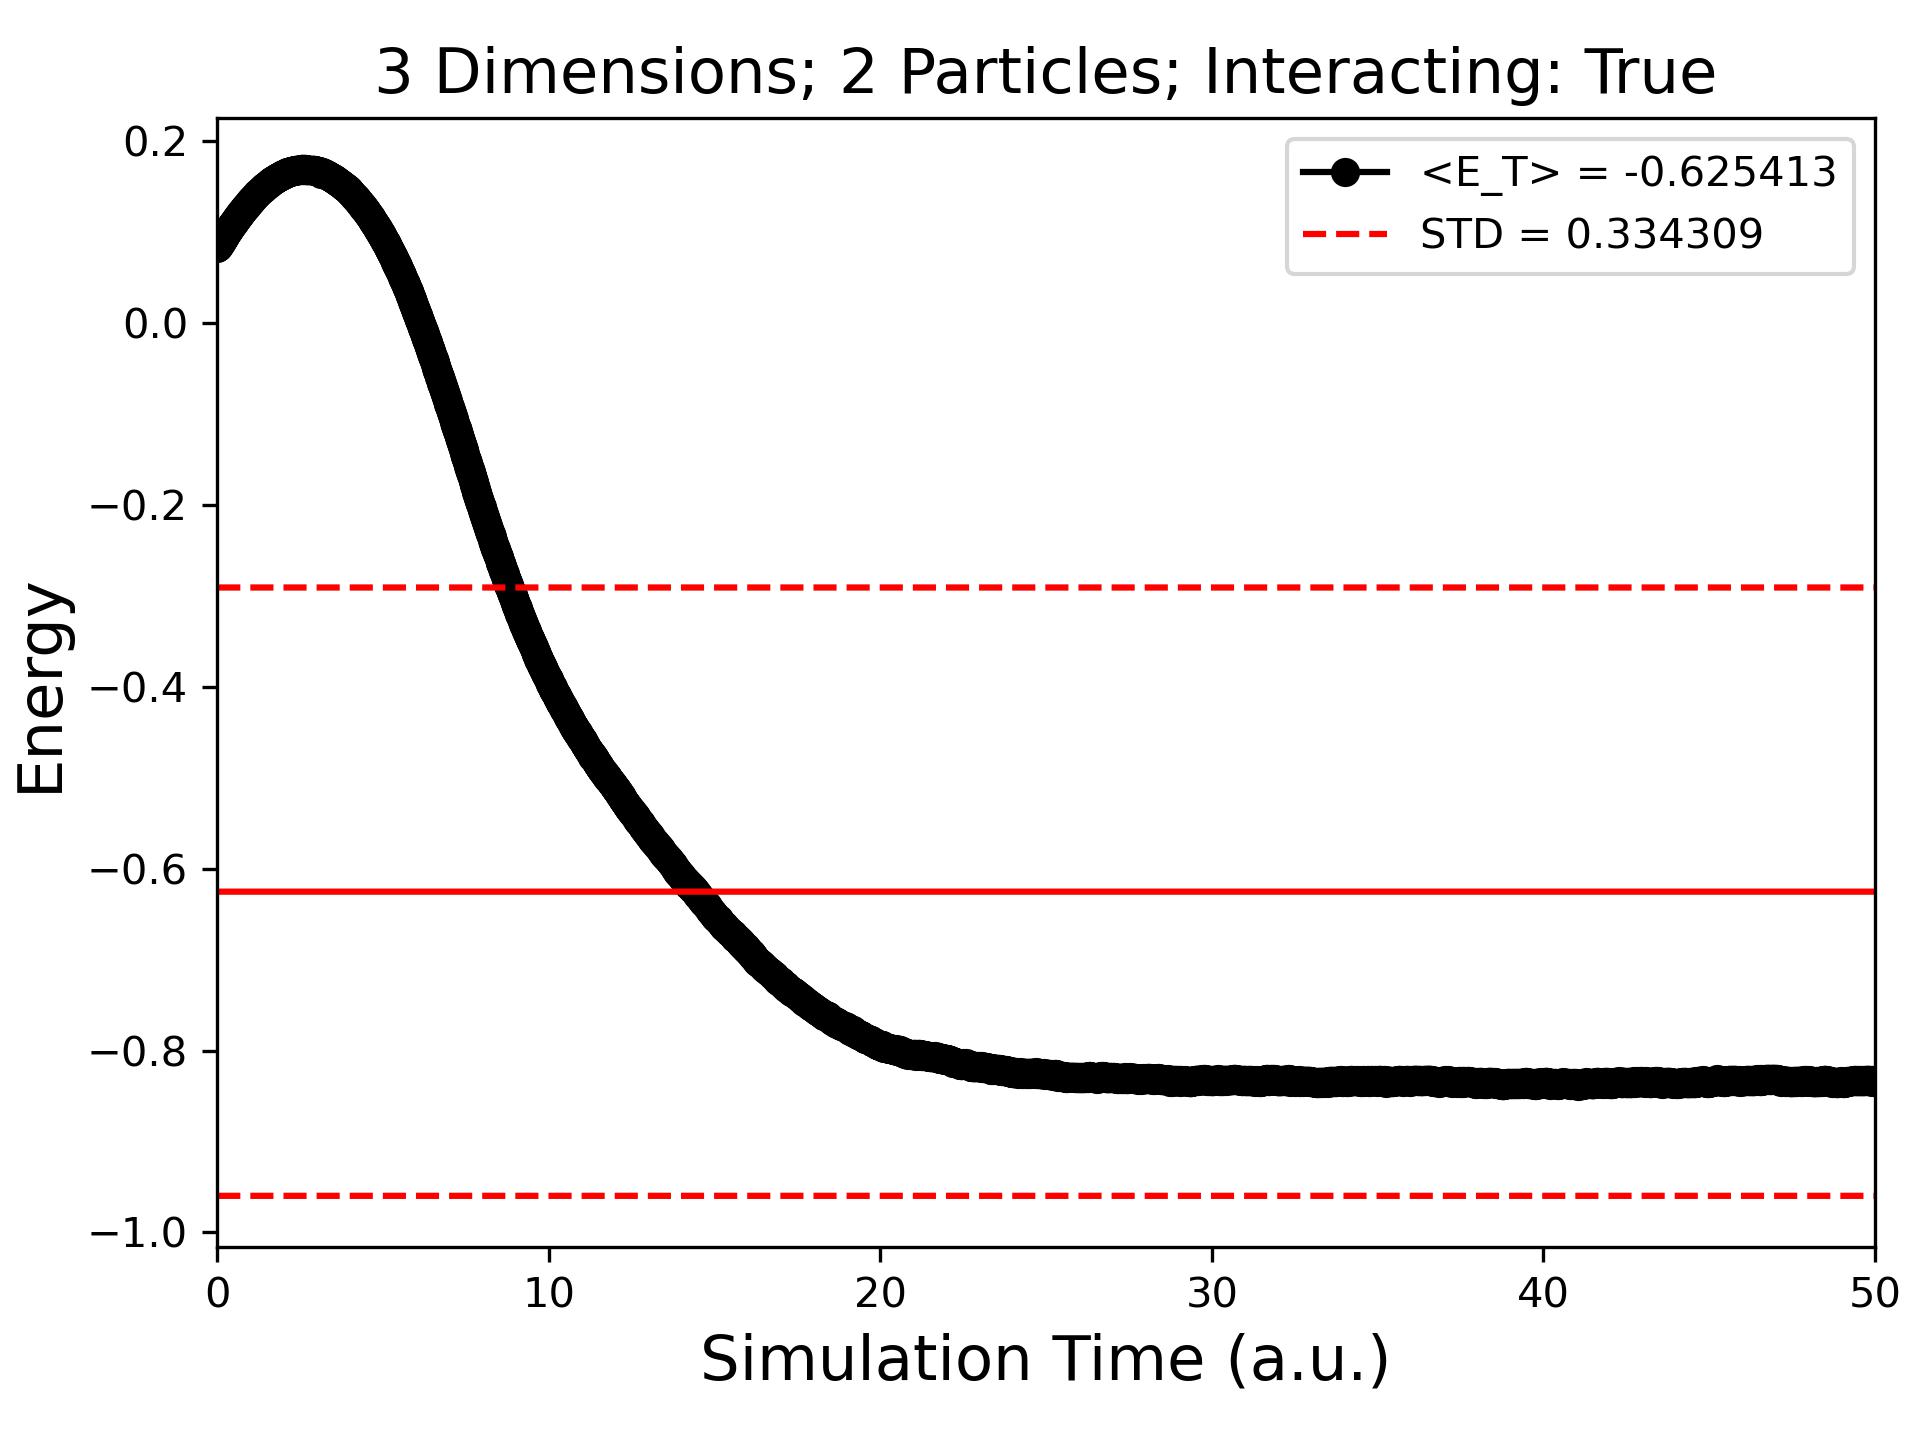 3 Dimensions; 2 Particles; Interacting: True
<E_T> = -0.625413
STD = 0.334309
Energy
0.2
0.0
−0.2
−0.4
−0.6
−0.8
−1.0
0 10 20 30 40 50
Simulation Time (a.u.)